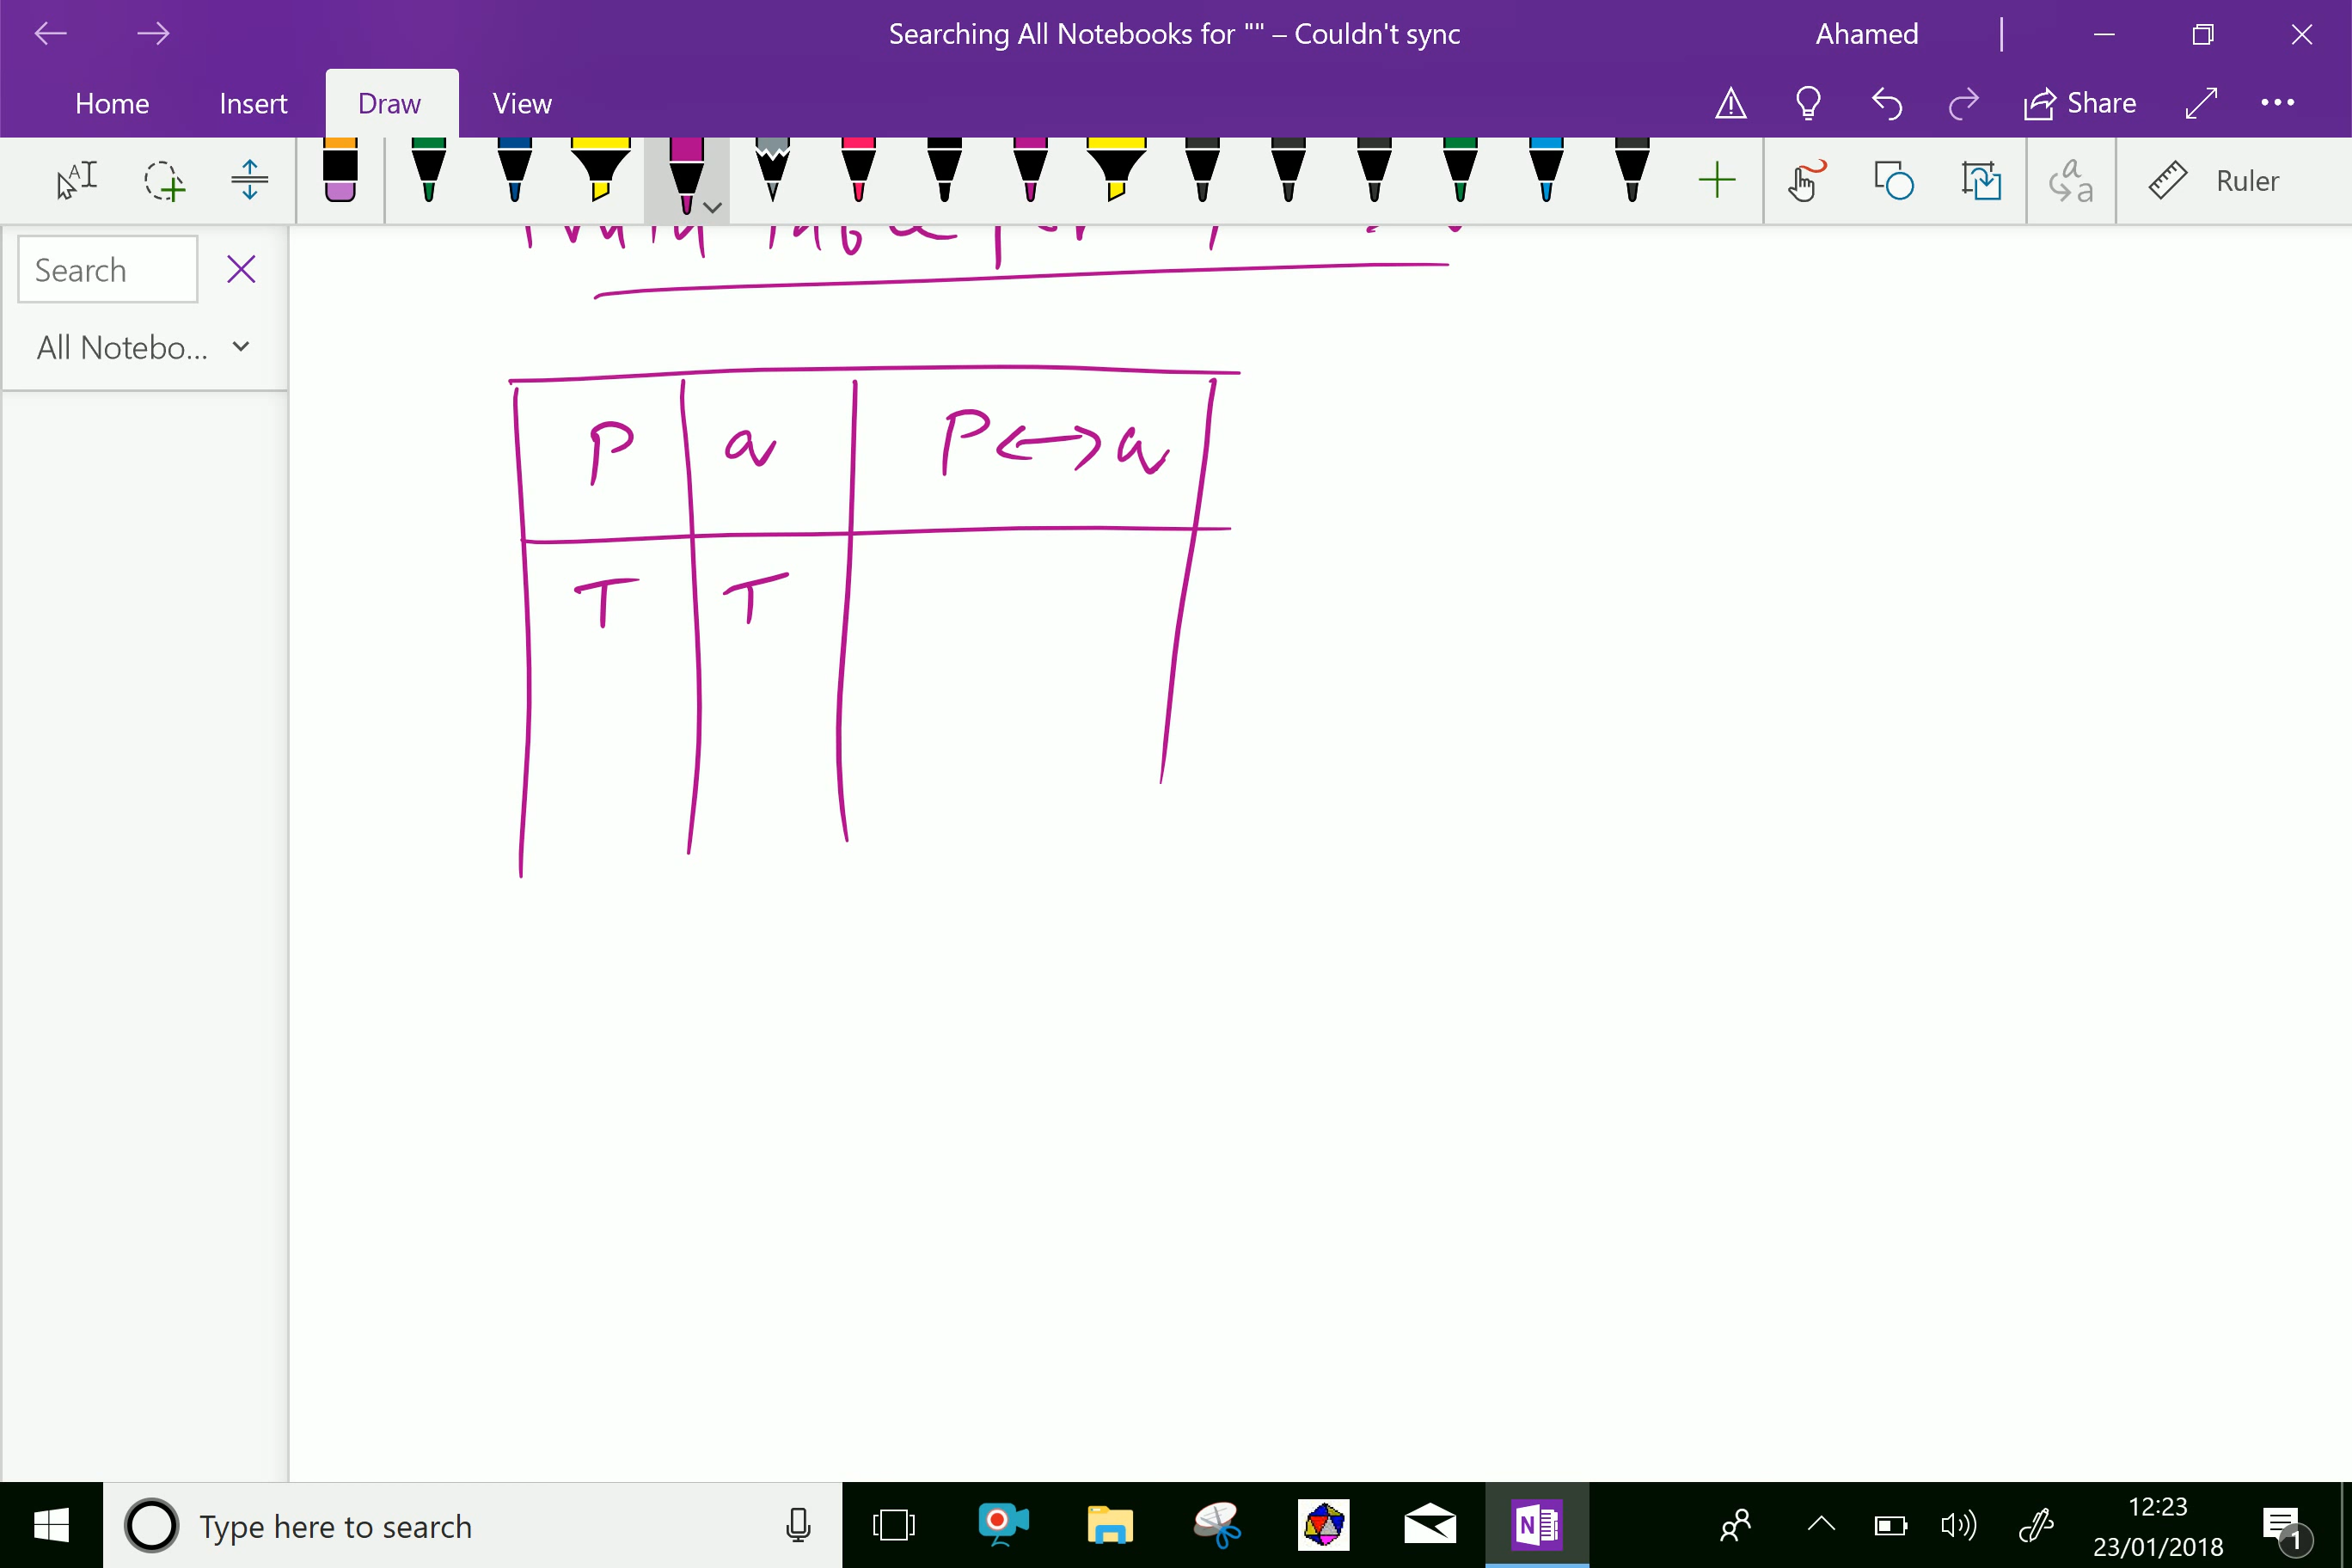 Searching All Notebooks for "" – Couldn't sync
Ahamed
Home Insert Draw View
Share
Ruler
Search
All Notebo...
P a P↔a
T T
Type here to search
N
12:23
23/01/2018
1